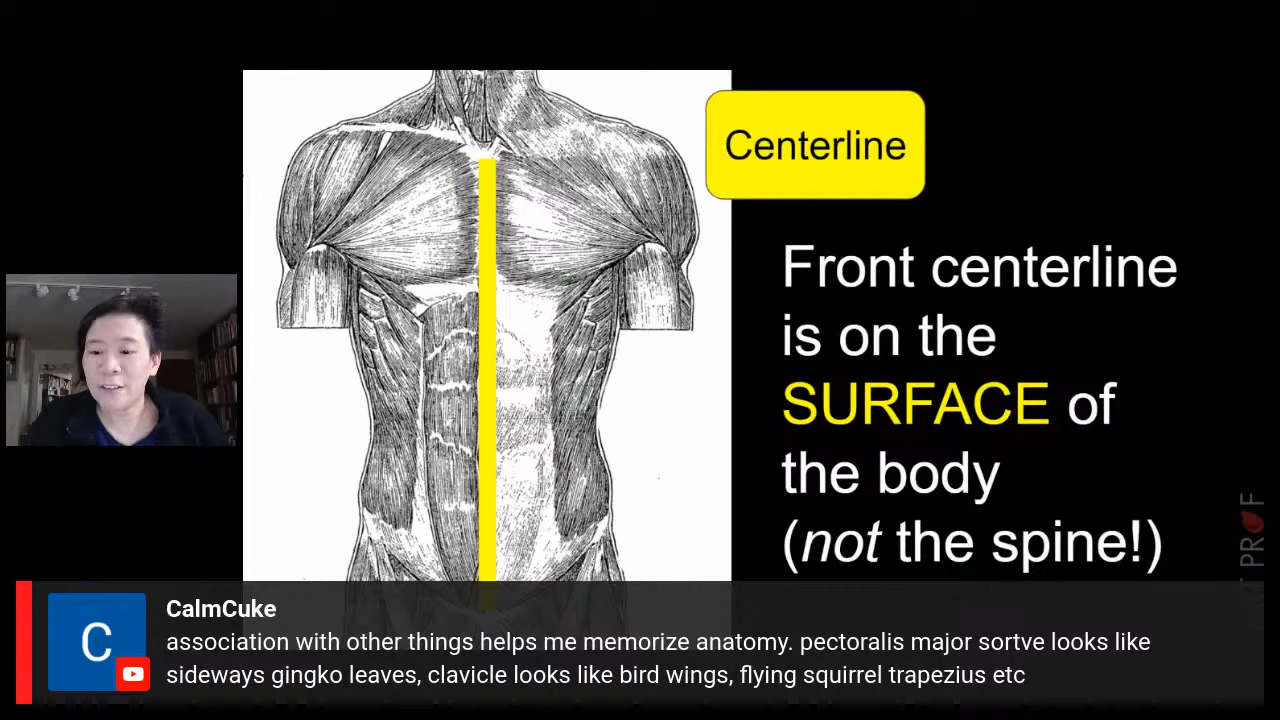 Centerline
Front centerline
is on the
SURFACE of
the body
(not the spine!)
C
CalmCuke
association with other things helps me memorize anatomy. pectoralis major sortve looks like
sideways gingko leaves, clavicle looks like bird wings, flying squirrel trapezius etc